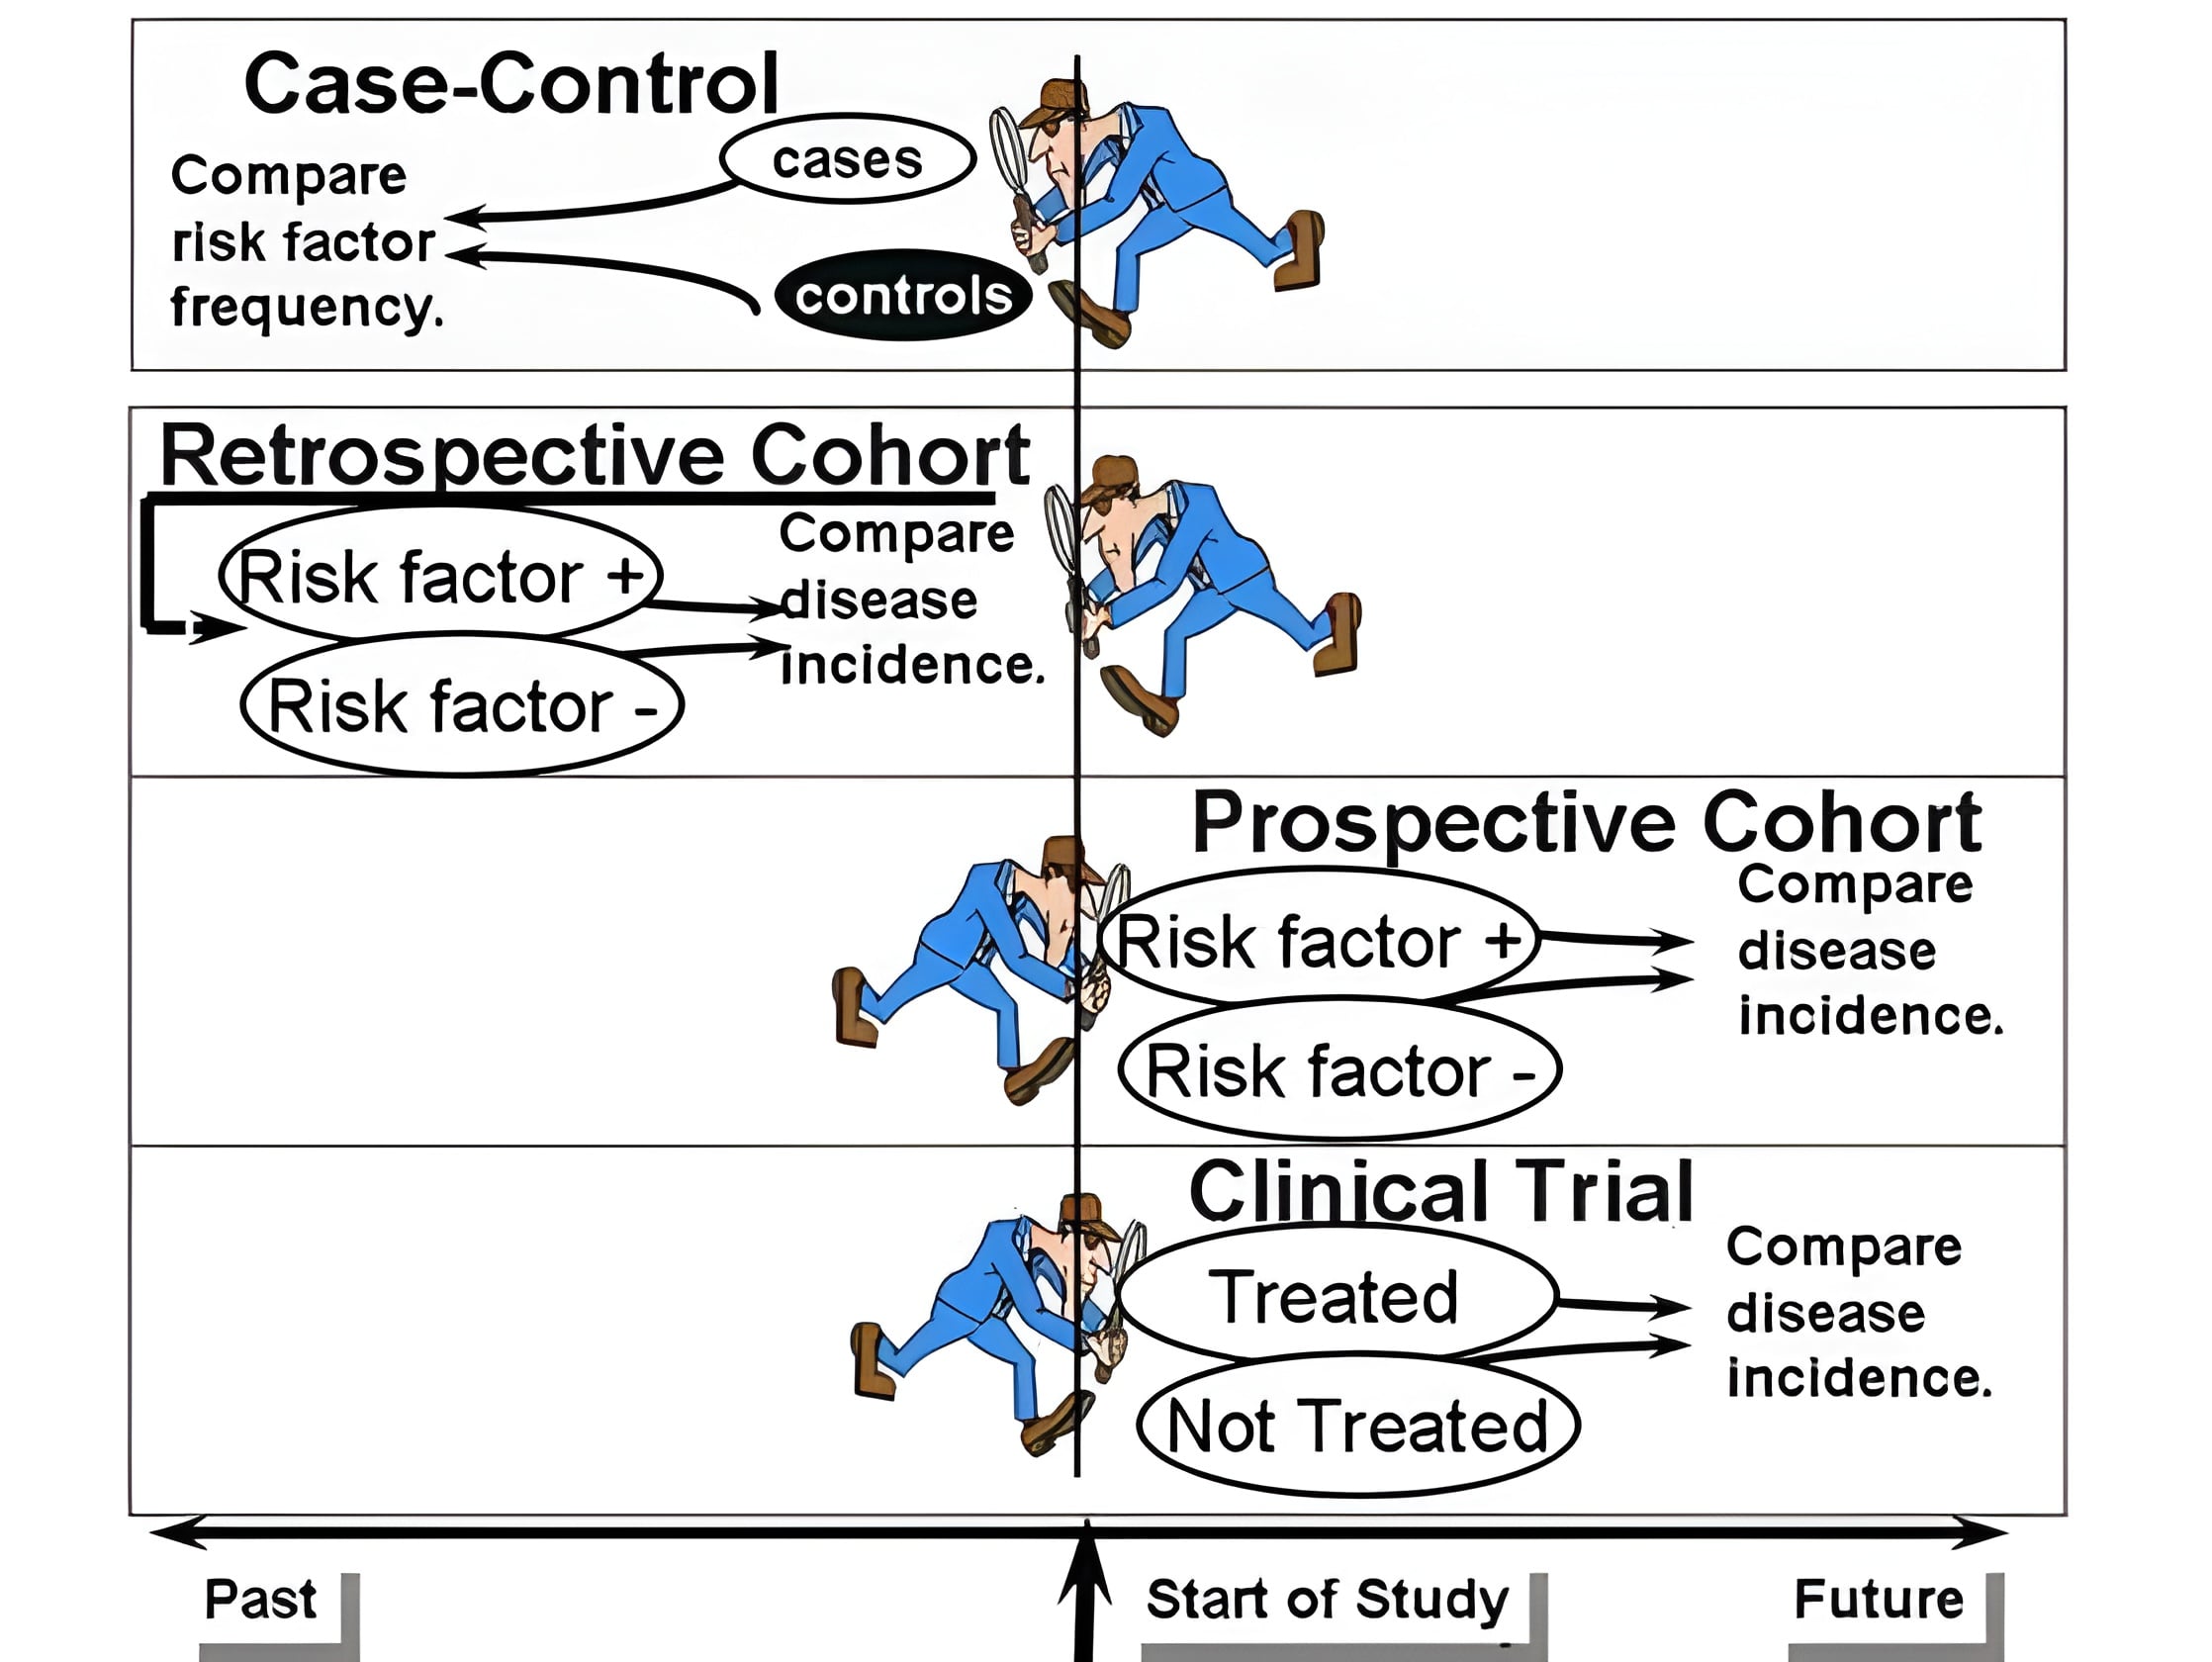 Case-Control
cases
Compare
risk factor
frequency.
controls
Retrospective Cohort
Risk factor +
Risk factor -
Compare
disease
incidence.
Prospective Cohort
Risk factor +
Risk factor -
Compare
disease
incidence.
Clinical Trial
Treated
Not Treated
Compare
disease
incidence.
Past
Start of Study
Future